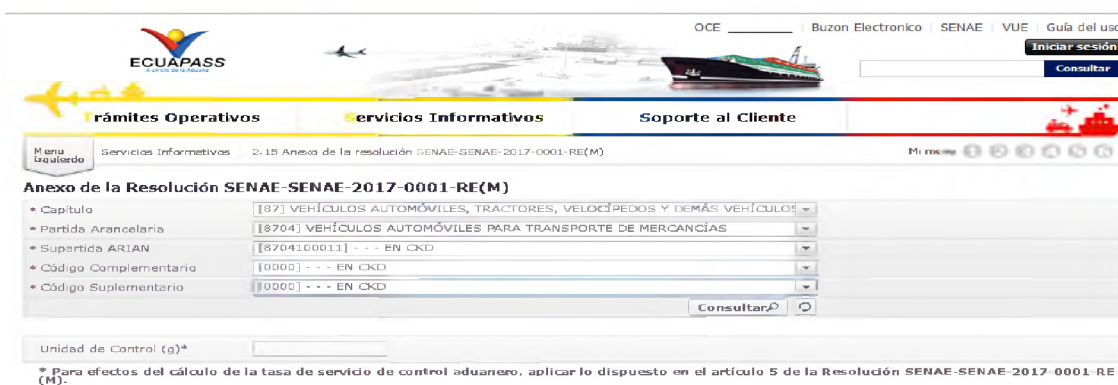 OCE ________ Buzon Electronico SENAE VUE Guía del uso
Iniciar sesión
Consultar
ECUAPASS
Trámites Operativos Servicios Informativos Soporte al Cliente
Menu izquierdo
Servicios Informativos 2.15 Anexo de la resolución SENAE-SENAE-2017-0001-RE(M)
Anexo de la Resolución SENAE-SENAE-2017-0001-RE(M)
* Capítulo [87] VEHÍCULOS AUTOMÓVILES, TRACTORES, VELOCÍPEDOS Y DEMÁS VEHÍCULOS
* Partida Arancelaria [8704] VEHÍCULOS AUTOMÓVILES PARA TRANSPORTE DE MERCANCÍAS
* Supartida ARIAN [8704100011] - - - EN CKD
* Código Complementario [0000] - - - EN CKD
* Código Suplementario [0000] - - - EN CKD
Consultar
Unidad de Control (g)*
* Para efectos del cálculo de la tasa de servicio de control aduanero, aplicar lo dispuesto en el artículo 5 de la Resolución SENAE-SENAE-2017-0001-RE
(M).